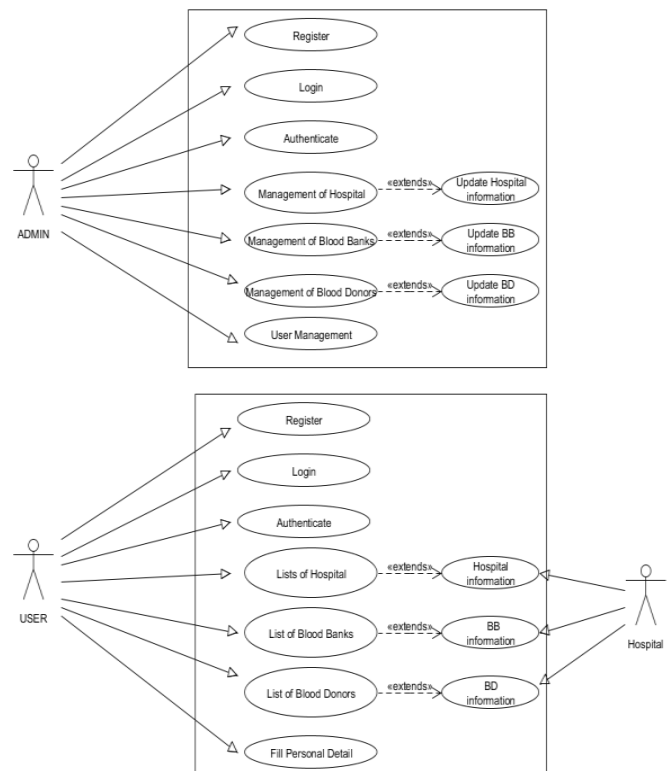 Register
Login
Authenticate
ADMIN
Management of Hospital
«extends»
Update Hospital
information
Management of Blood Banks
«extends»
Update BB
information
Management of Blood Donors
«extends»
Update BD
information
User Management
Register
Login
Authenticate
USER
Lists of Hospital
«extends»
Hospital
information
List of Blood Banks
«extends»
BB
information
Hospital
List of Blood Donors
«extends»
BD
information
Fill Personal Detail